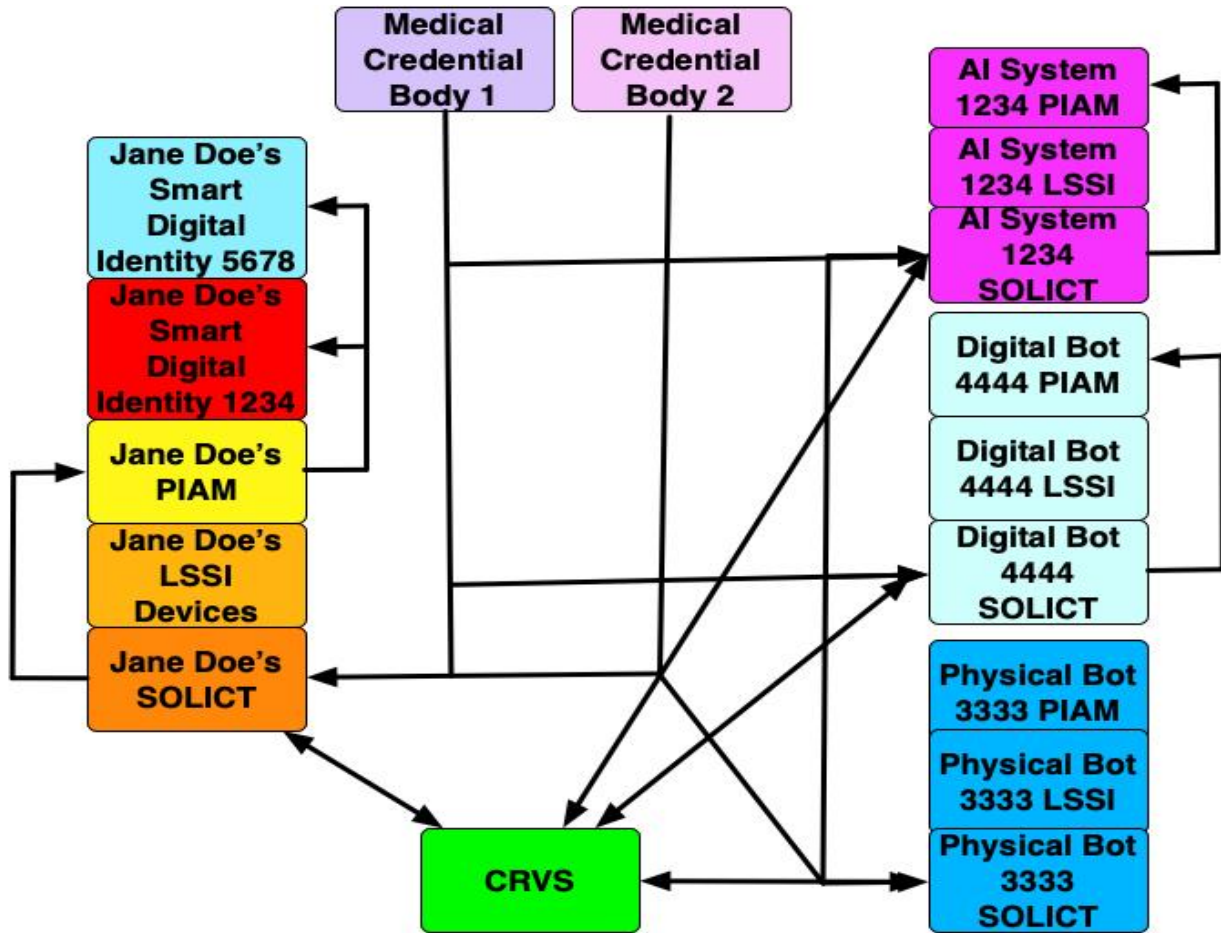 Medical
Credential
Body 1
Medical
Credential
Body 2
Jane Doe's
Smart
Digital
Identity 5678
Jane Doe's
Smart
Digital
Identity 1234
Jane Doe's
PIAM
Jane Doe's
LSSI
Devices
Jane Doe's
SOLICT
CRVS
AI System
1234 PIAM
AI System
1234 LSSI
AI System
1234
SOLICT
Digital Bot
4444 PIAM
Digital Bot
4444 LSSI
Digital Bot
4444
SOLICT
Physical Bot
3333 PIAM
Physical Bot
3333 LSSI
Physical Bot
3333
SOLICT